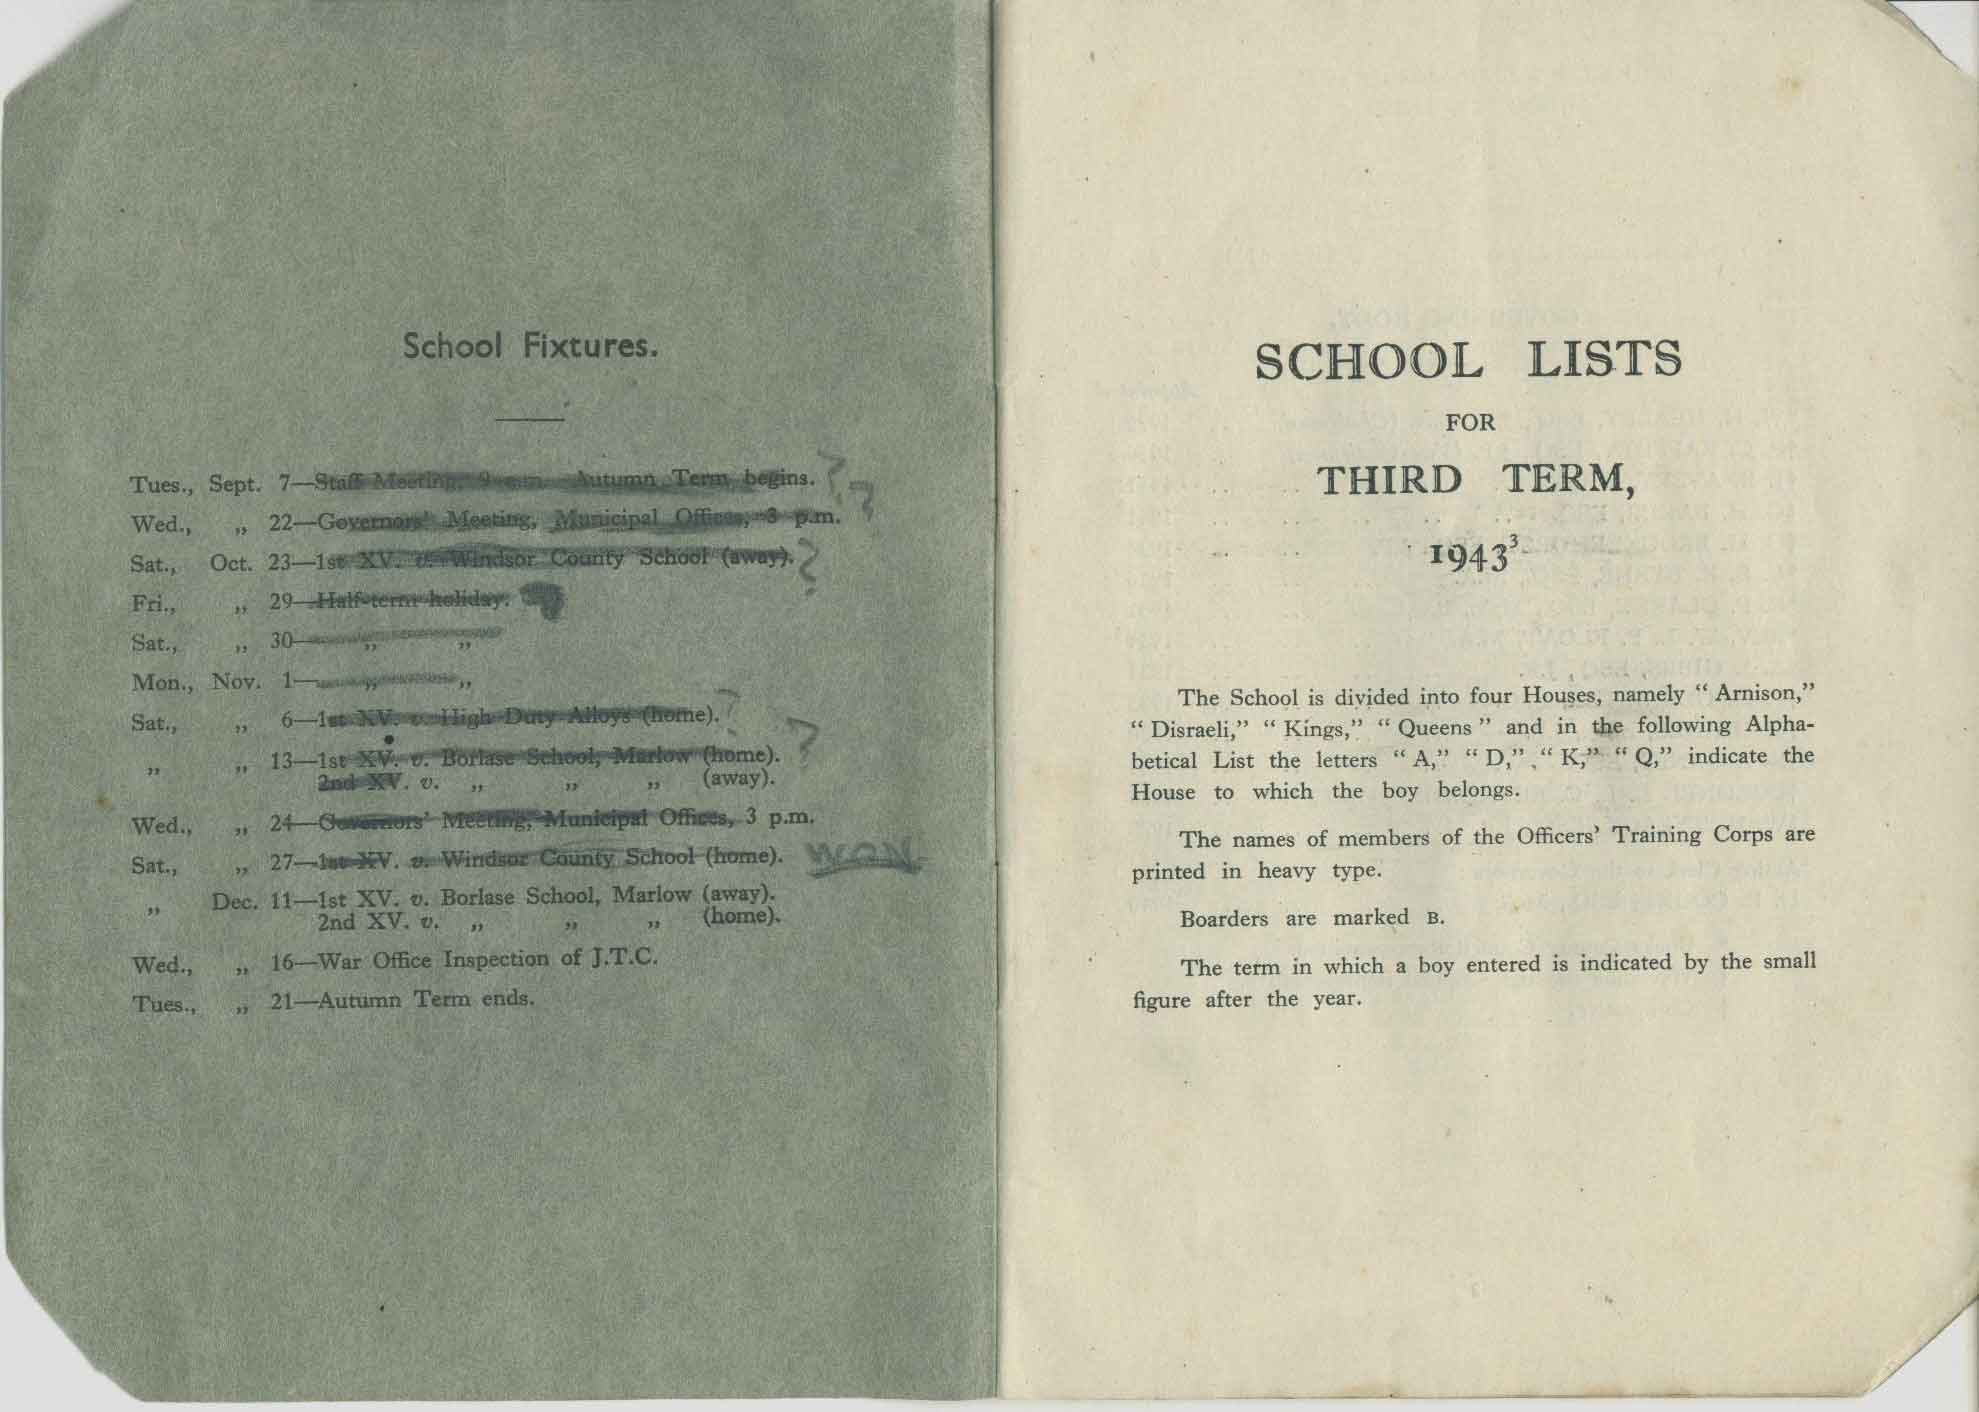 School Fixtures.
Tues., Sept. 7—Staff Meeting, 9 a.m. Autumn Term begins. ? ?
Wed., „ 22—Governors' Meeting, Municipal Offices, 3 p.m.
Sat., Oct. 23—1st XV. v. Windsor County School (away). ?
Fri., „ 29—Half-term holiday.
Sat., „ 30— „ „
Mon., Nov. 1— „ „
Sat., „ 6—1st XV. v. High Duty Alloys (home). ?
„ „ 13—1st XV. v. Borlase School, Marlow (home). ?
2nd XV. v. „ „ „ (away).
Wed., „ 24—Governors' Meeting, Municipal Offices, 3 p.m.
Sat., „ 27—1st XV. v. Windsor County School (home). WON
„ Dec. 11—1st XV. v. Borlase School, Marlow (away).
2nd XV. v. „ „ „ (home).
Wed., „ 16—War Office Inspection of J.T.C.
Tues., „ 21—Autumn Term ends.
SCHOOL LISTS
FOR
THIRD TERM,
1943³
The School is divided into four Houses, namely “ Arnison,”
“ Disraeli,” “ Kings,” “ Queens ” and in the following Alpha-
betical List the letters “ A,” “ D,” “ K,” “ Q,” indicate the
House to which the boy belongs.
The names of members of the Officers’ Training Corps are
printed in heavy type.
Boarders are marked B.
The term in which a boy entered is indicated by the small
figure after the year.